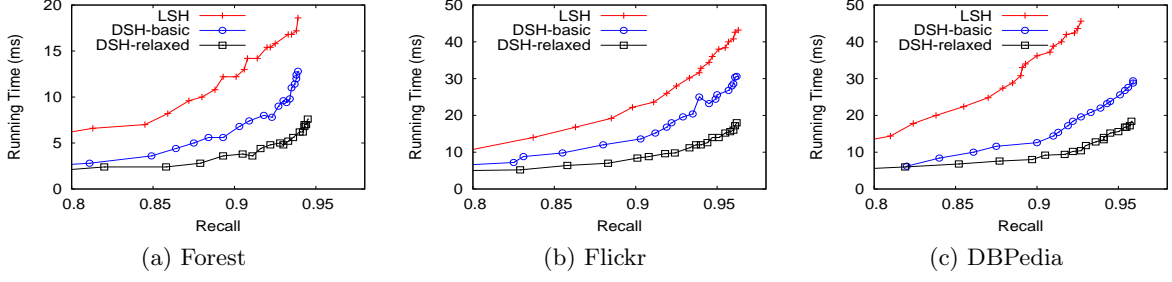 20
15
10
5
0
0.8
0.85
0.9
0.95
Running Time (ms)
Recall
LSH
DSH-basic
DSH-relaxed
(a) Forest
50
40
30
20
10
0
0.8
0.85
0.9
0.95
Running Time (ms)
Recall
LSH
DSH-basic
DSH-relaxed
(b) Flickr
50
40
30
20
10
0
0.8
0.85
0.9
0.95
Running Time (ms)
Recall
LSH
DSH-basic
DSH-relaxed
(c) DBPedia